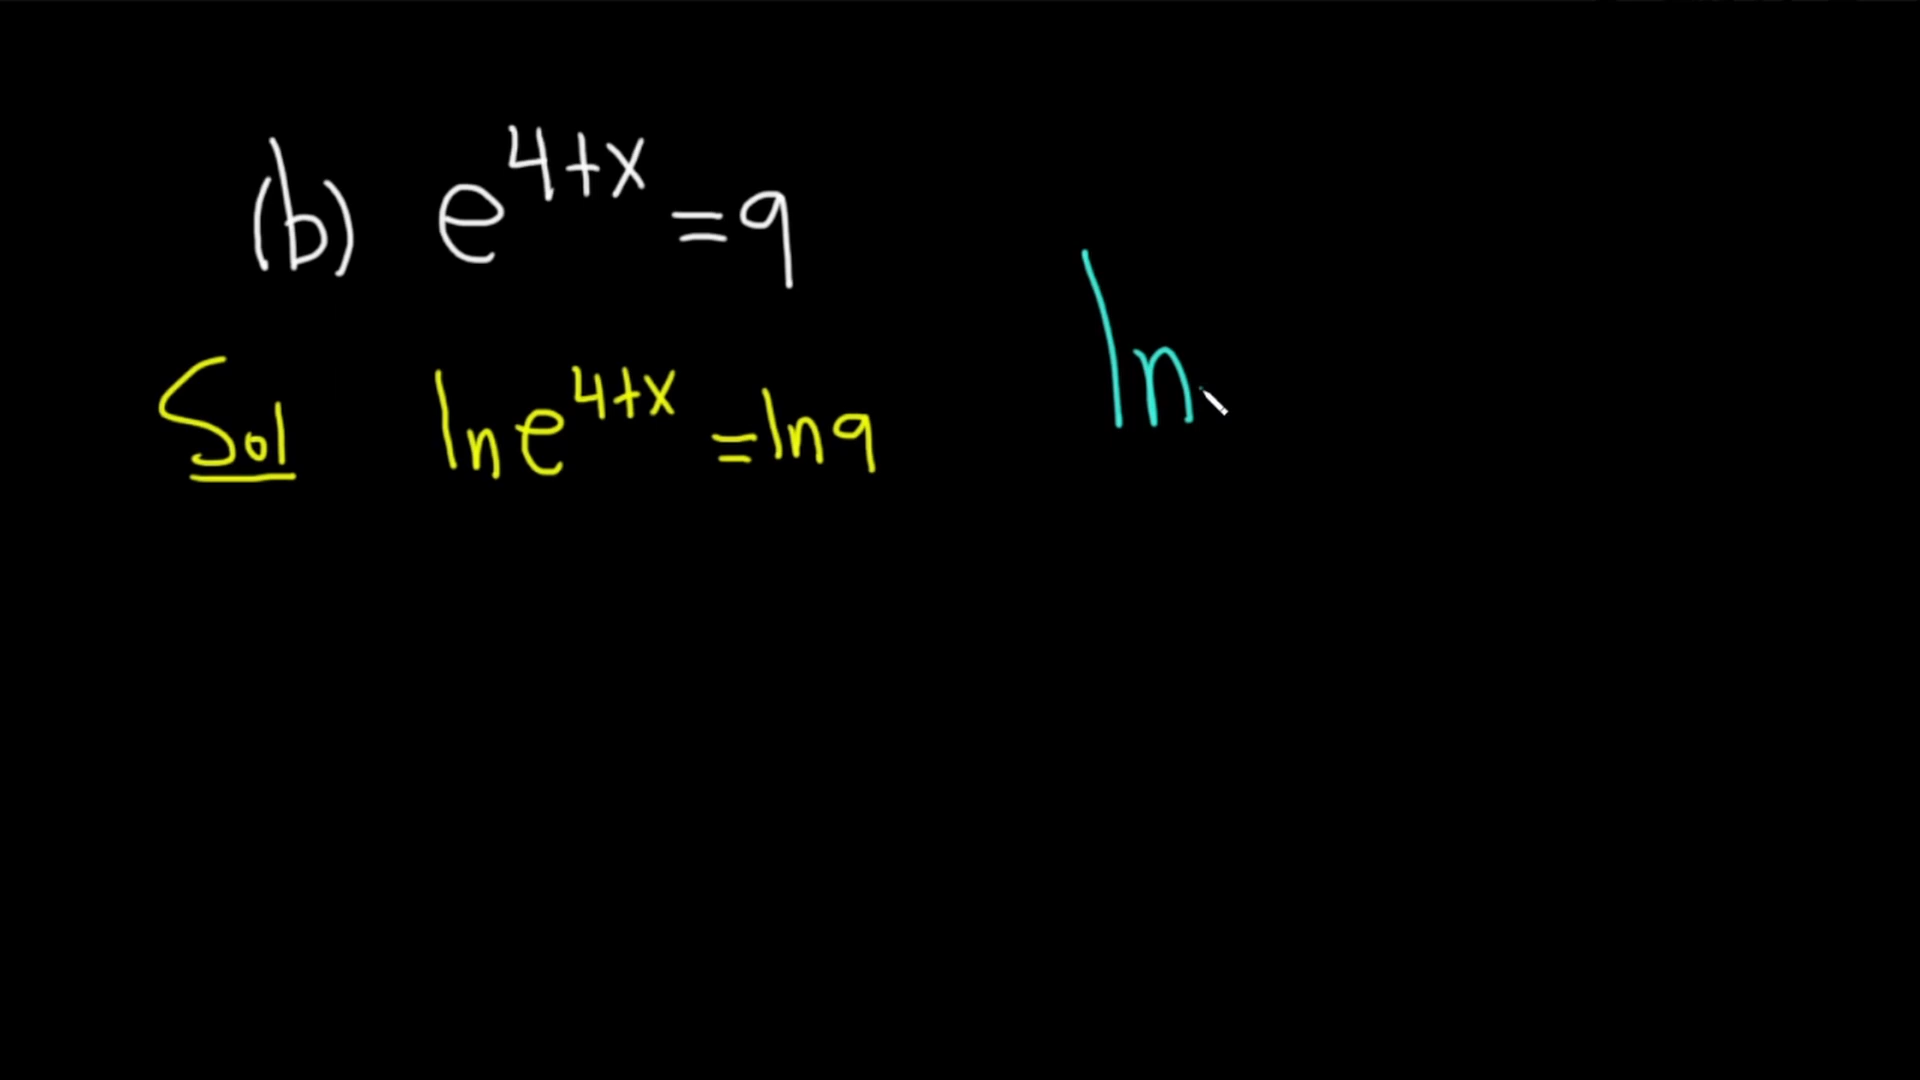 (b) e^{4+x} = 9
Sol ln e^{4+x} = ln 9
ln